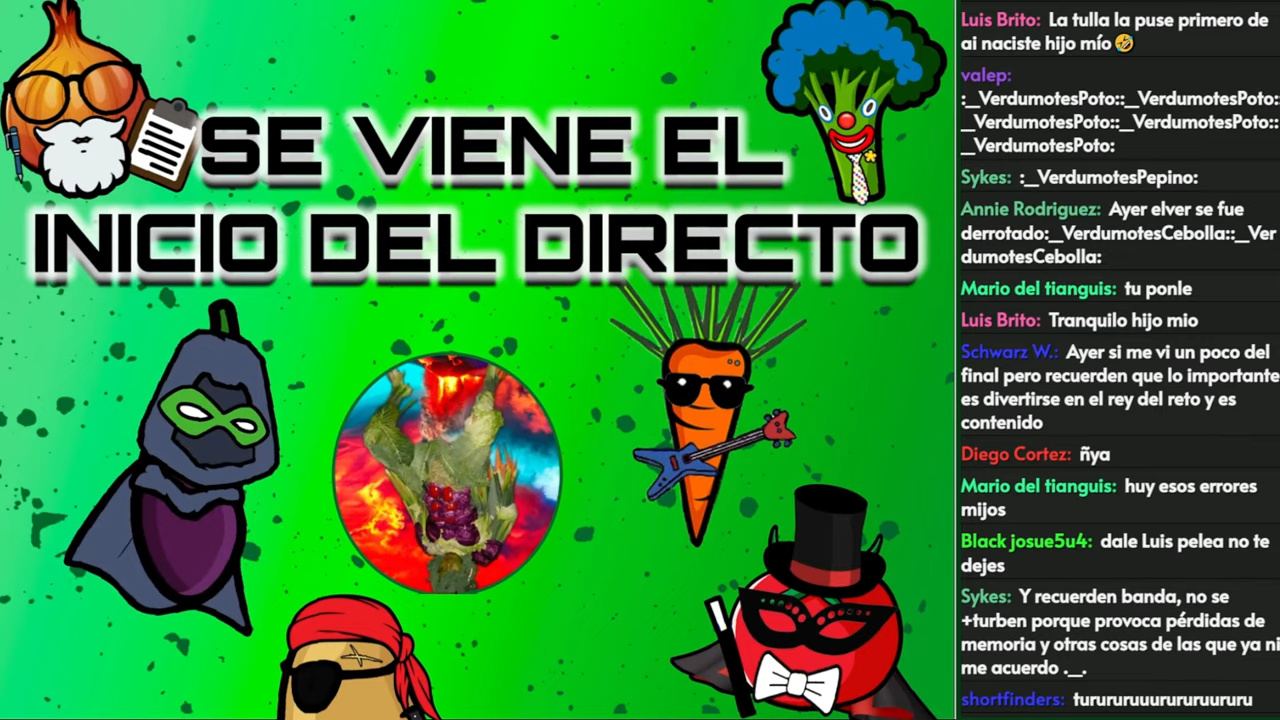 SE VIENE EL
INICIO DEL DIRECTO
Luis Brito: La tulla la puse primero de
ai naciste hijo mío🤣
valep:
:_VerdumotesPoto::_VerdumotesPoto:
_VerdumotesPoto::_VerdumotesPoto::
_VerdumotesPoto:
Sykes: :_VerdumotesPepino:
Annie Rodriguez: Ayer elver se fue
derrotado:_VerdumotesCebolla::_Ver
dumotesCebolla:
Mario del tianguis: tu ponle
Luis Brito: Tranquilo hijo mio
Schwarz W.: Ayer si me vi un poco del
final pero recuerden que lo importante
es divertirse en el rey del reto y es
contenido
Diego Cortez: ñya
Mario del tianguis: huy esos errores
mijos
Black josue5u4: dale Luis pelea no te
dejes
Sykes: Y recuerden banda, no se
+turben porque provoca pérdidas de
memoria y otras cosas de las que ya ni
me acuerdo ._.
shortfinders: turururuuurururuururu